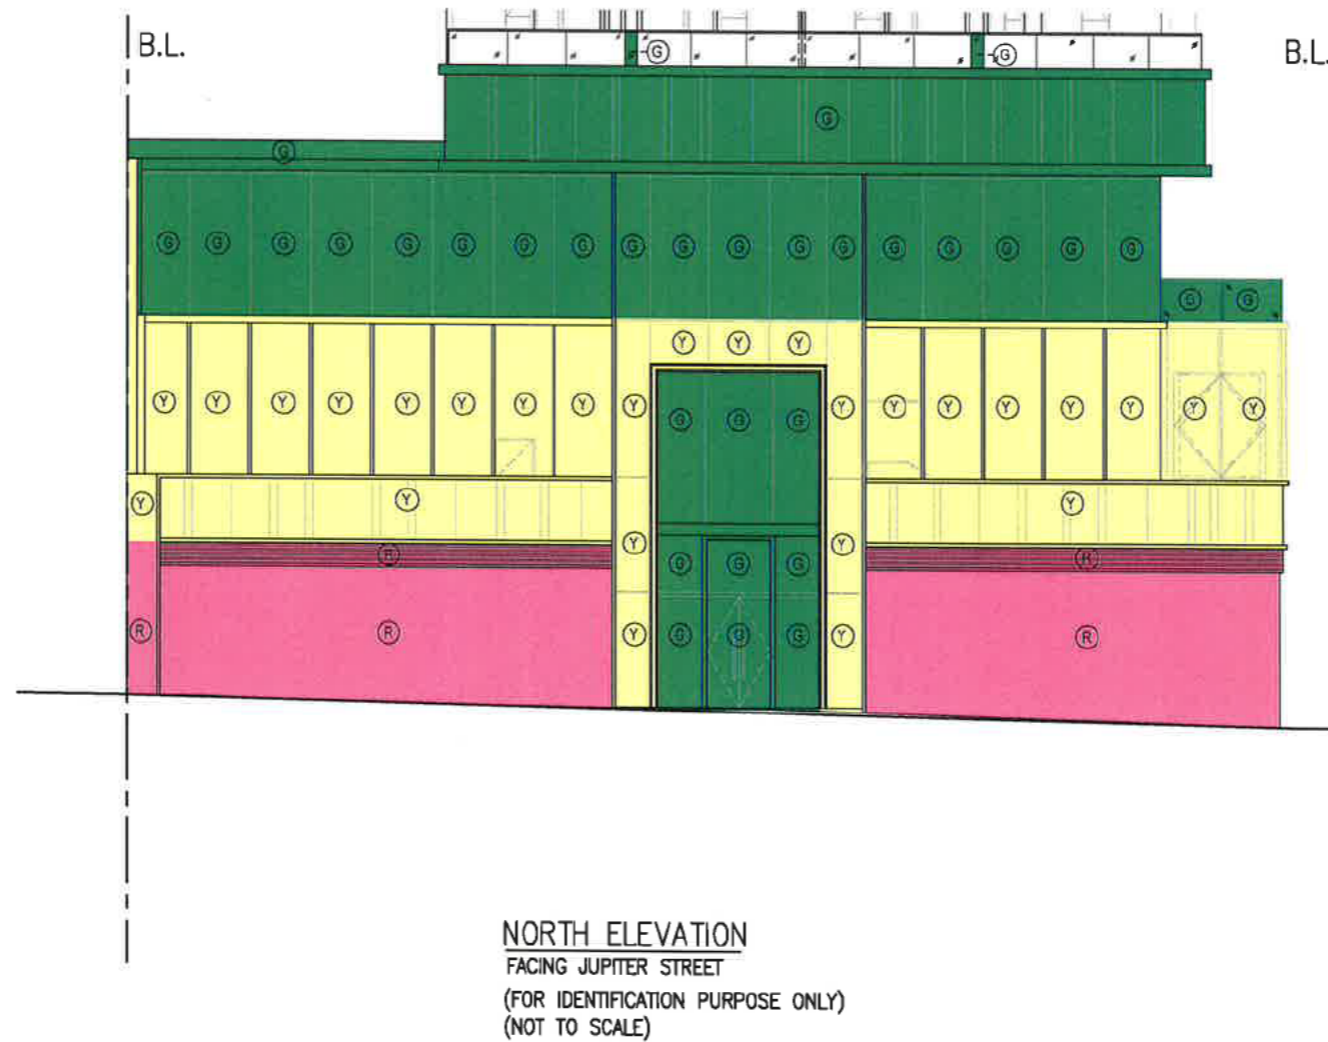 B.L. B.L.
G G
G
G
G G G G G G G G G G G G G G G G G G
G G
Y Y Y
Y Y Y Y Y Y Y Y Y G G G Y Y Y Y Y Y Y Y
Y Y Y
R Y G G G Y R
R R Y G G G Y R
NORTH ELEVATION
FACING JUPITER STREET
(FOR IDENTIFICATION PURPOSE ONLY)
(NOT TO SCALE)